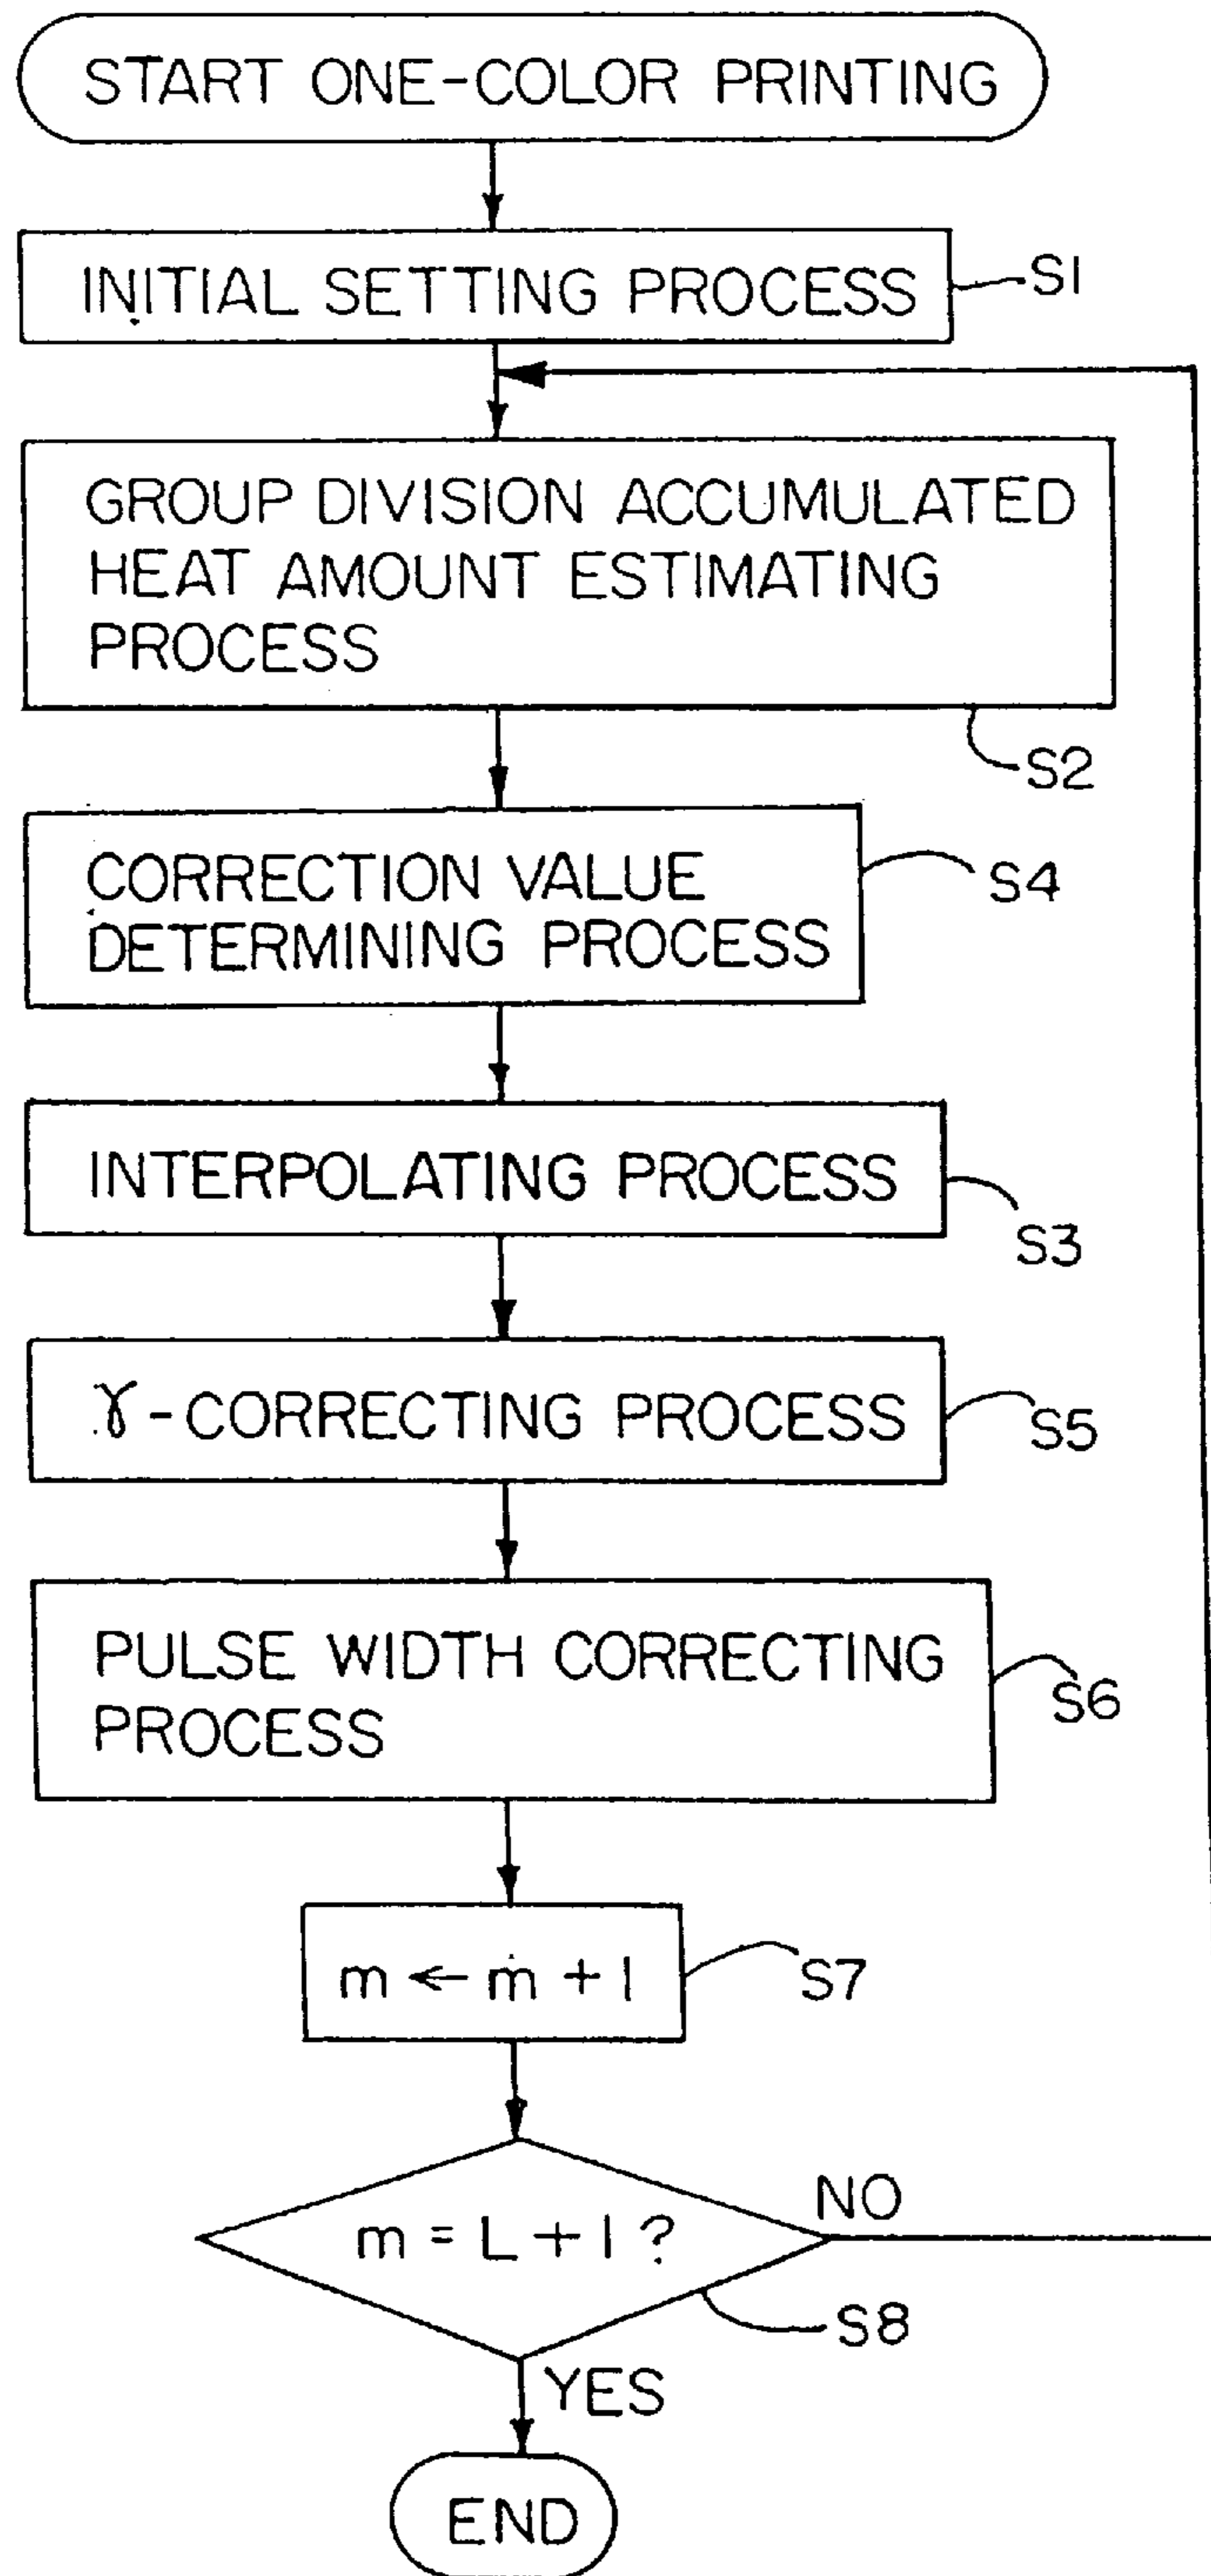 START ONE-COLOR PRINTING
INITIAL SETTING PROCESS
S1
GROUP DIVISION ACCUMULATED
HEAT AMOUNT ESTIMATING
PROCESS
S2
CORRECTION VALUE
DETERMINING PROCESS
S4
INTERPOLATING PROCESS
S3
γ-CORRECTING PROCESS
S5
PULSE WIDTH CORRECTING
PROCESS
S6
m ← m + 1
S7
NO
m = L + 1 ?
S8
YES
END